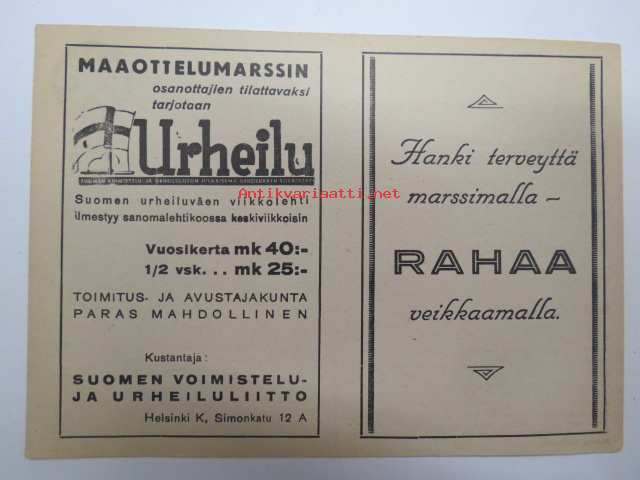 MAAOTTELUMARSSIN
osanottajien tilattavaksi
tarjotaan
Urheilu
Suomen urheiluväen viikkolehti
ilmestyy sanomalehtikoossa keskiviikkoisin
Vuosikerta mk 40:-
1/2 vsk... mk 25:-
TOIMITUS- JA AVUSTAJAKUNTA
PARAS MAHDOLLINEN
Kustantaja:
SUOMEN VOIMISTELU-
JA URHEILULIITTO
Helsinki K, Simonkatu 12 A
Hanki terveyttä
marssimalla –
RAHAA
veikkaamalla.
Antikvariaatti.net